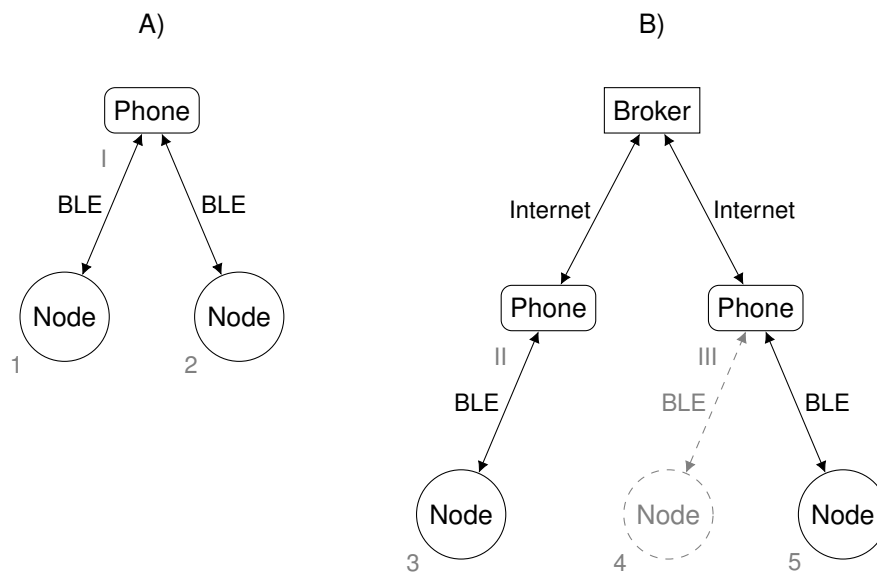 A)
Phone
I
BLE
BLE
Node
Node
1
2
B)
Broker
Internet
Internet
Phone
Phone
II
III
BLE
BLE
BLE
Node
Node
Node
3
4
5